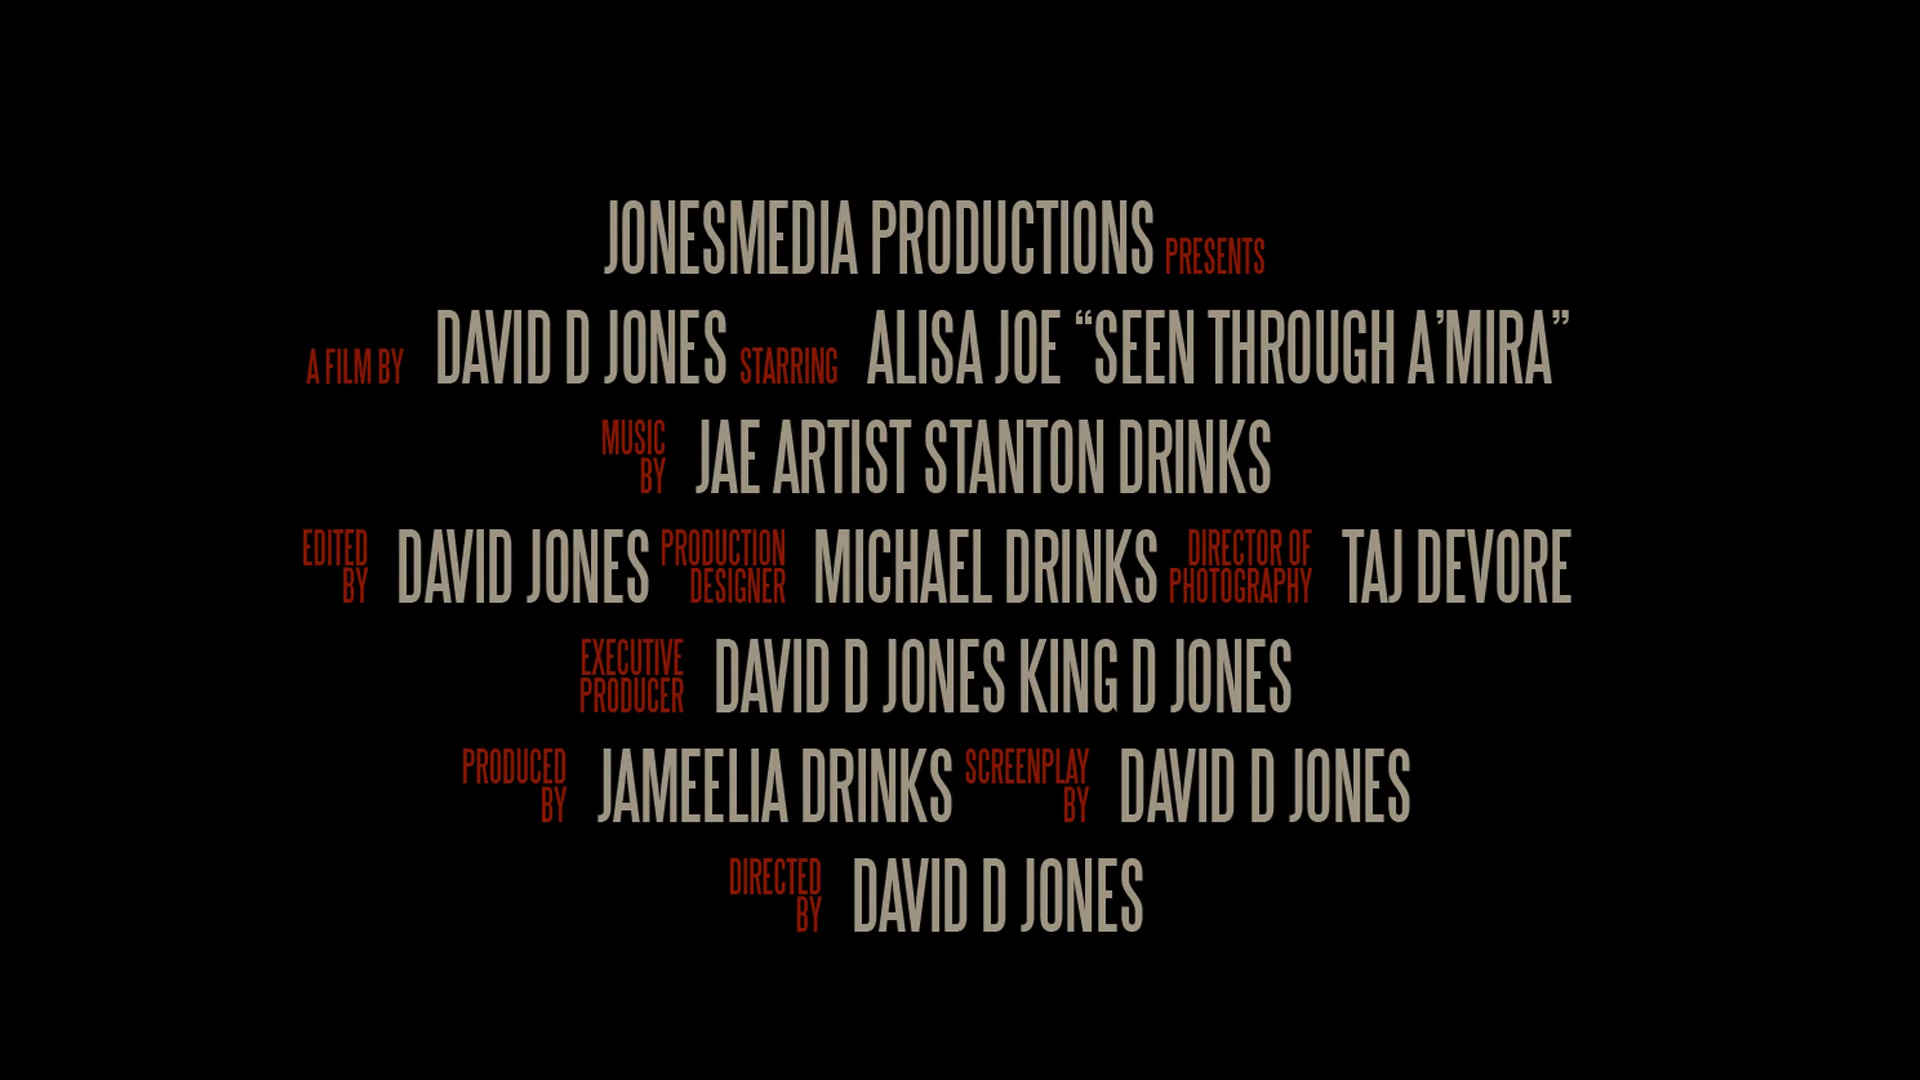 JONESMEDIA PRODUCTIONS PRESENTS
A FILM BY DAVID D JONES STARRING ALISA JOE “SEEN THROUGH A’MIRA”
MUSIC BY JAE ARTIST STANTON DRINKS
EDITED BY DAVID JONES PRODUCTION DESIGNER MICHAEL DRINKS DIRECTOR OF PHOTOGRAPHY TAJ DEVORE
EXECUTIVE PRODUCER DAVID D JONES KING D JONES
PRODUCED BY JAMEELIA DRINKS SCREENPLAY BY DAVID D JONES
DIRECTED BY DAVID D JONES